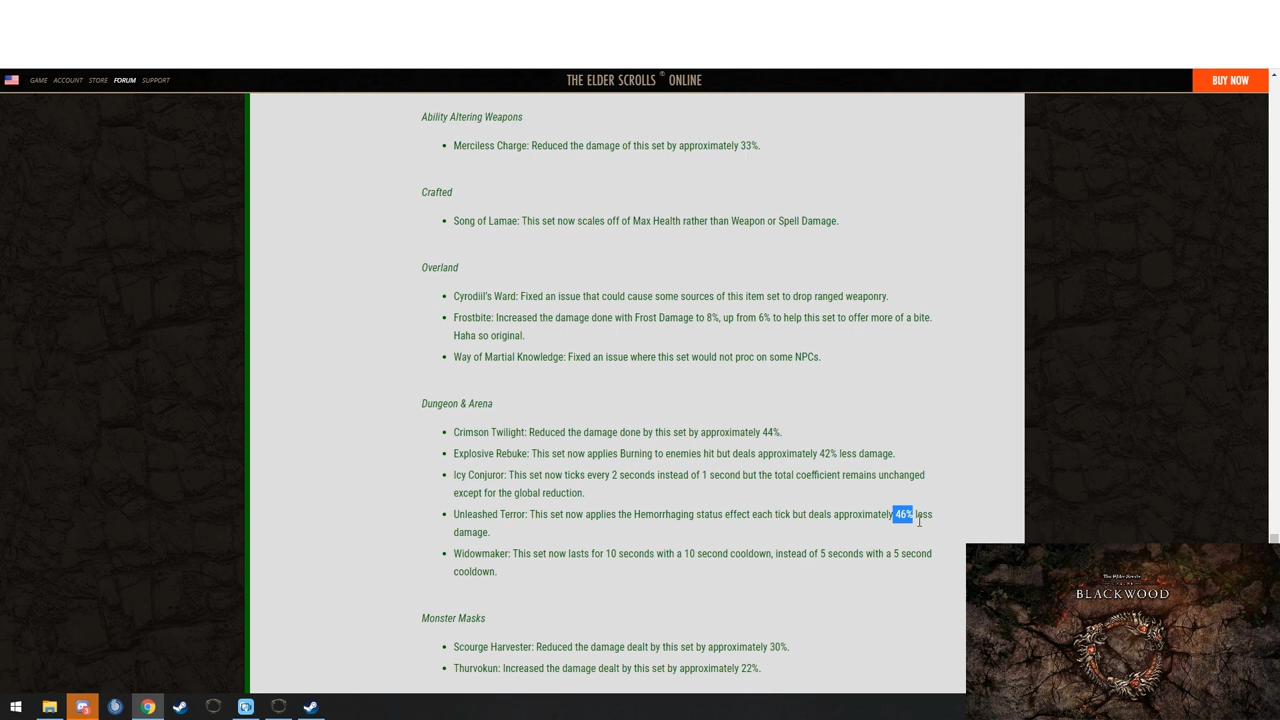 GAME ACCOUNT STORE FORUM SUPPORT
THE ELDER SCROLLS ® ONLINE
BUY NOW
Ability Altering Weapons
• Merciless Charge: Reduced the damage of this set by approximately 33%.
Crafted
• Song of Lamae: This set now scales off of Max Health rather than Weapon or Spell Damage.
Overland
• Cyrodiil's Ward: Fixed an issue that could cause some sources of this item set to drop ranged weaponry.
• Frostbite: Increased the damage done with Frost Damage to 8%, up from 6% to help this set to offer more of a bite.
Haha so original.
• Way of Martial Knowledge: Fixed an issue where this set would not proc on some NPCs.
Dungeon & Arena
• Crimson Twilight: Reduced the damage done by this set by approximately 44%.
• Explosive Rebuke: This set now applies Burning to enemies hit but deals approximately 42% less damage.
• Icy Conjuror: This set now ticks every 2 seconds instead of 1 second but the total coefficient remains unchanged
except for the global reduction.
• Unleashed Terror: This set now applies the Hemorrhaging status effect each tick but deals approximately 46% less
damage.
• Widowmaker: This set now lasts for 10 seconds with a 10 second cooldown, instead of 5 seconds with a 5 second
cooldown.
Monster Masks
• Scourge Harvester: Reduced the damage dealt by this set by approximately 30%.
• Thurvokun: Increased the damage dealt by this set by approximately 22%.
The Elder Scrolls
BLACKWOOD